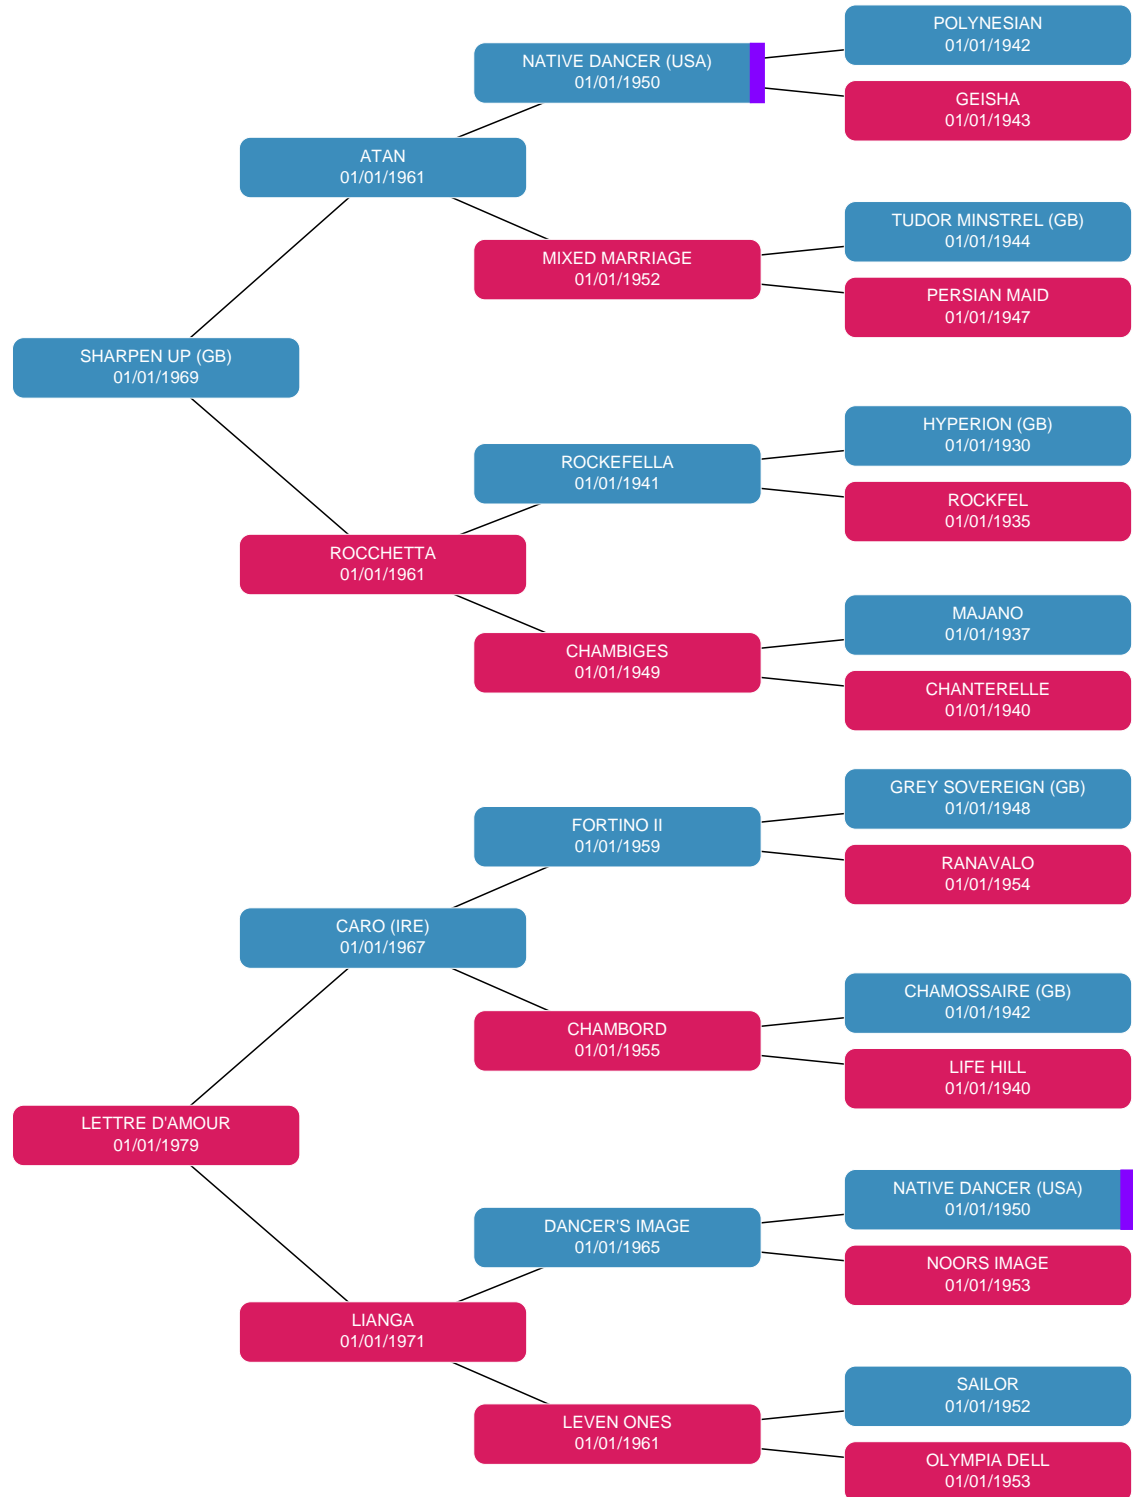 POLYNESIAN
01/01/1942
NATIVE DANCER (USA)
01/01/1950
GEISHA
01/01/1943
ATAN
01/01/1961
TUDOR MINSTREL (GB)
01/01/1944
MIXED MARRIAGE
01/01/1952
PERSIAN MAID
01/01/1947
SHARPEN UP (GB)
01/01/1969
HYPERION (GB)
01/01/1930
ROCKEFELLA
01/01/1941
ROCKFEL
01/01/1935
ROCCHETTA
01/01/1961
MAJANO
01/01/1937
CHAMBIGES
01/01/1949
CHANTERELLE
01/01/1940
GREY SOVEREIGN (GB)
01/01/1948
FORTINO II
01/01/1959
RANAVALO
01/01/1954
CARO (IRE)
01/01/1967
CHAMOSSAIRE (GB)
01/01/1942
CHAMBORD
01/01/1955
LIFE HILL
01/01/1940
LETTRE D'AMOUR
01/01/1979
NATIVE DANCER (USA)
01/01/1950
DANCER'S IMAGE
01/01/1965
NOORS IMAGE
01/01/1953
LIANGA
01/01/1971
SAILOR
01/01/1952
LEVEN ONES
01/01/1961
OLYMPIA DELL
01/01/1953